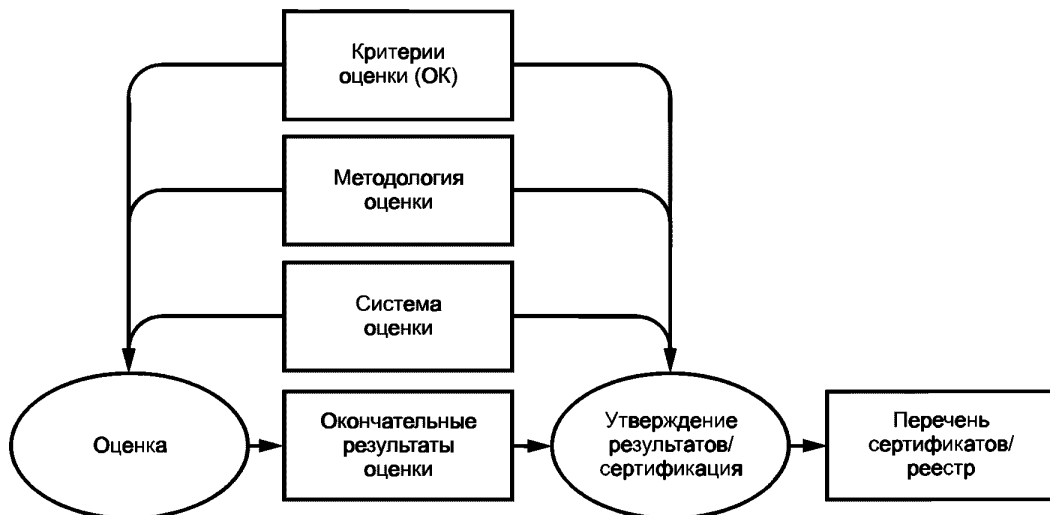 Критерии
оценки (ОК)
Методология
оценки
Система
оценки
Оценка
Окончательные
результаты
оценки
Утверждение
результатов/
сертификация
Перечень
сертификатов/
реестр